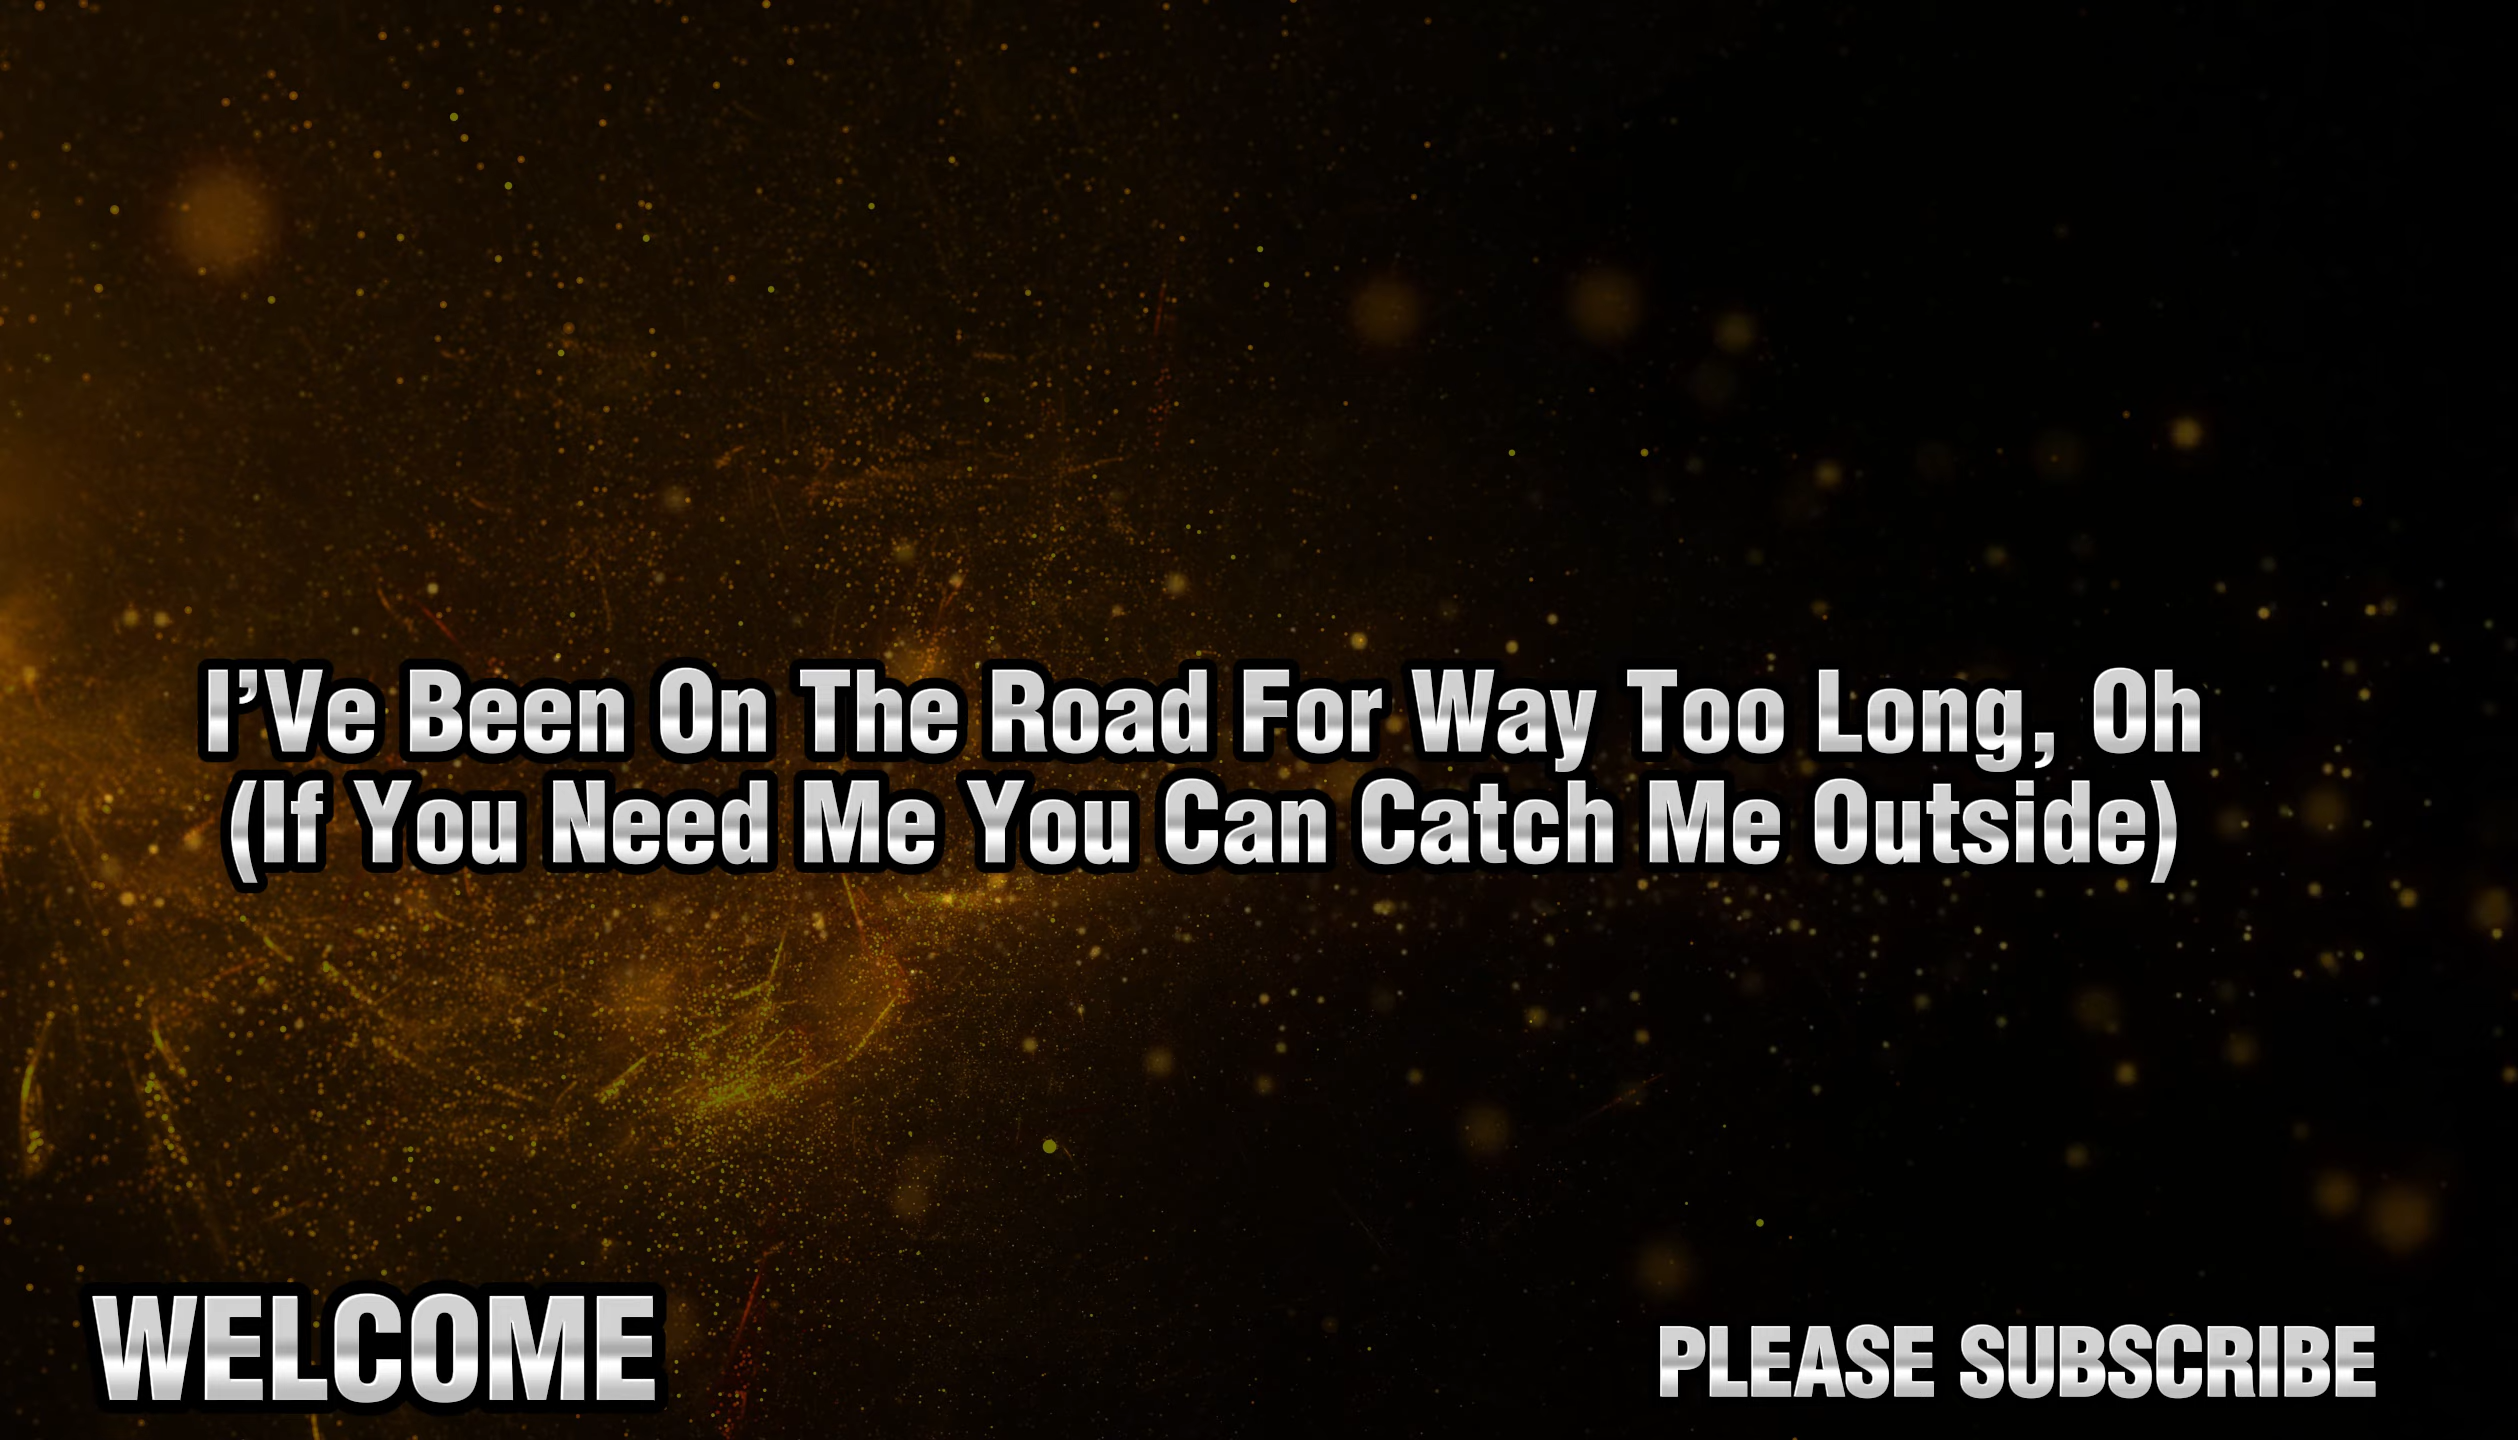 I’Ve Been On The Road For Way Too Long, Oh
(If You Need Me You Can Catch Me Outside)
WELCOME
PLEASE SUBSCRIBE